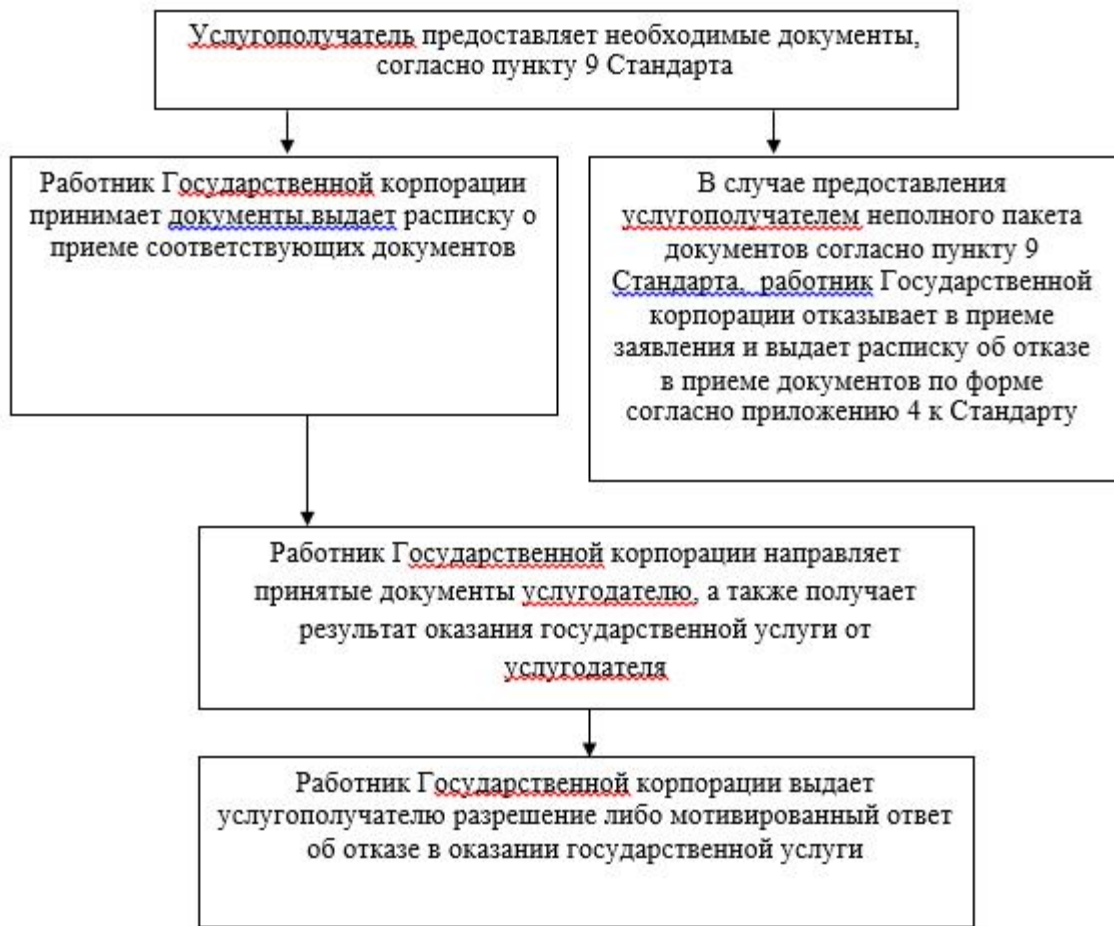 Услугополучатель предоставляет необходимые документы,
согласно пункту 9 Стандарта
Работник Государственной корпорации
принимает документы,выдает расписку о
приеме соответствующих документов
В случае предоставления
услугополучателем неполного пакета
документов согласно пункту 9
Стандарта,  работник Государственной
корпорации отказывает в приеме
заявления и выдает расписку об отказе
в приеме документов по форме
согласно приложению 4 к Стандарту
Работник Государственной корпорации направляет
принятые документы услугодателю, а также получает
результат оказания государственной услуги от
услугодателя
Работник Государственной корпорации выдает
услугополучателю разрешение либо мотивированный ответ
об отказе в оказании государственной услуги